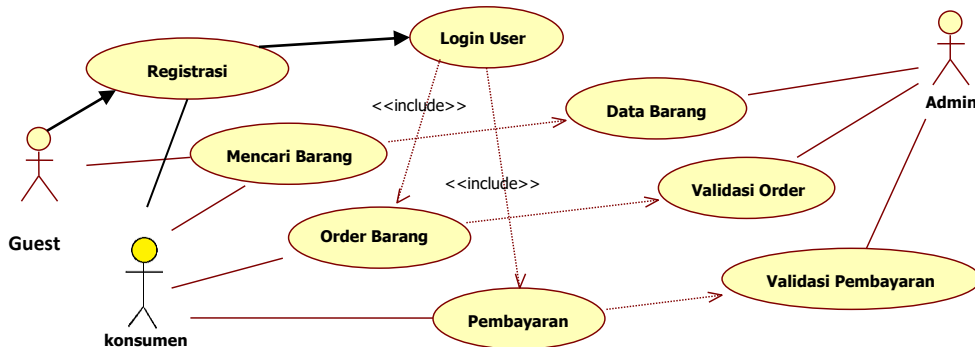 Login User
Registrasi
<<include>>
Data Barang
Admin
Mencari Barang
<<include>>
Validasi Order
Guest
Order Barang
Validasi Pembayaran
Pembayaran
konsumen